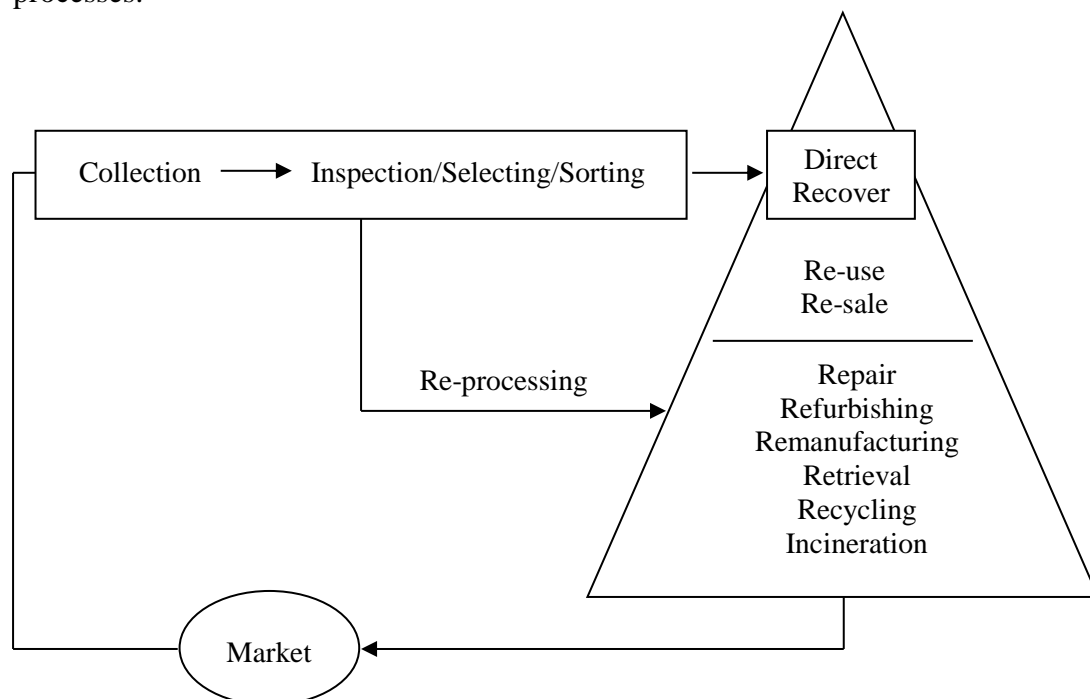 processes.
Collection Inspection/Selecting/Sorting
Direct
Recover
Re-use
Re-sale
Re-processing
Repair
Refurbishing
Remanufacturing
Retrieval
Recycling
Incineration
Market